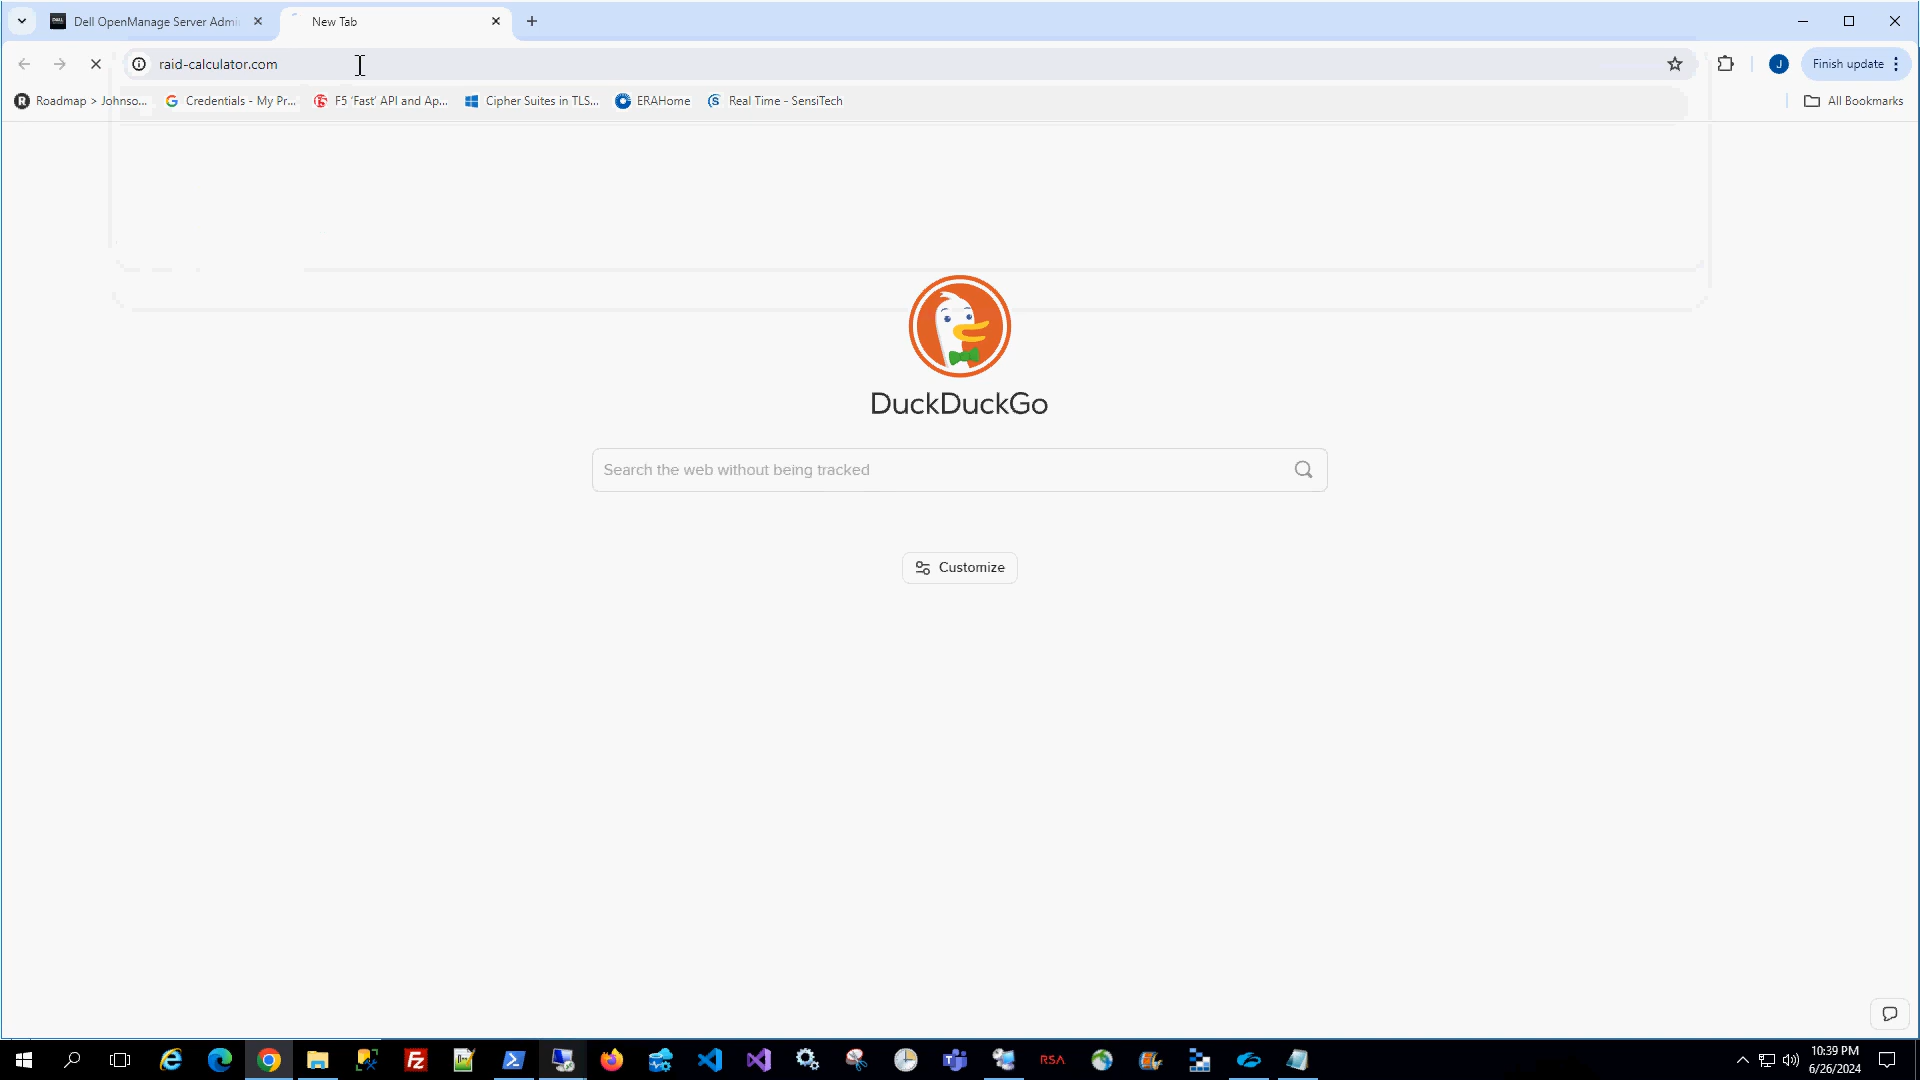 Dell OpenManage Server Admi
New Tab
raid-calculator.com
J
Finish update
Roadmap > Johnso...
Credentials - My Pr...
F5 'Fast' API and Ap...
Cipher Suites in TLS...
ERAHome
Real Time - SensiTech
All Bookmarks
DuckDuckGo
Search the web without being tracked
Customize
RSA
10:39 PM
6/26/2024